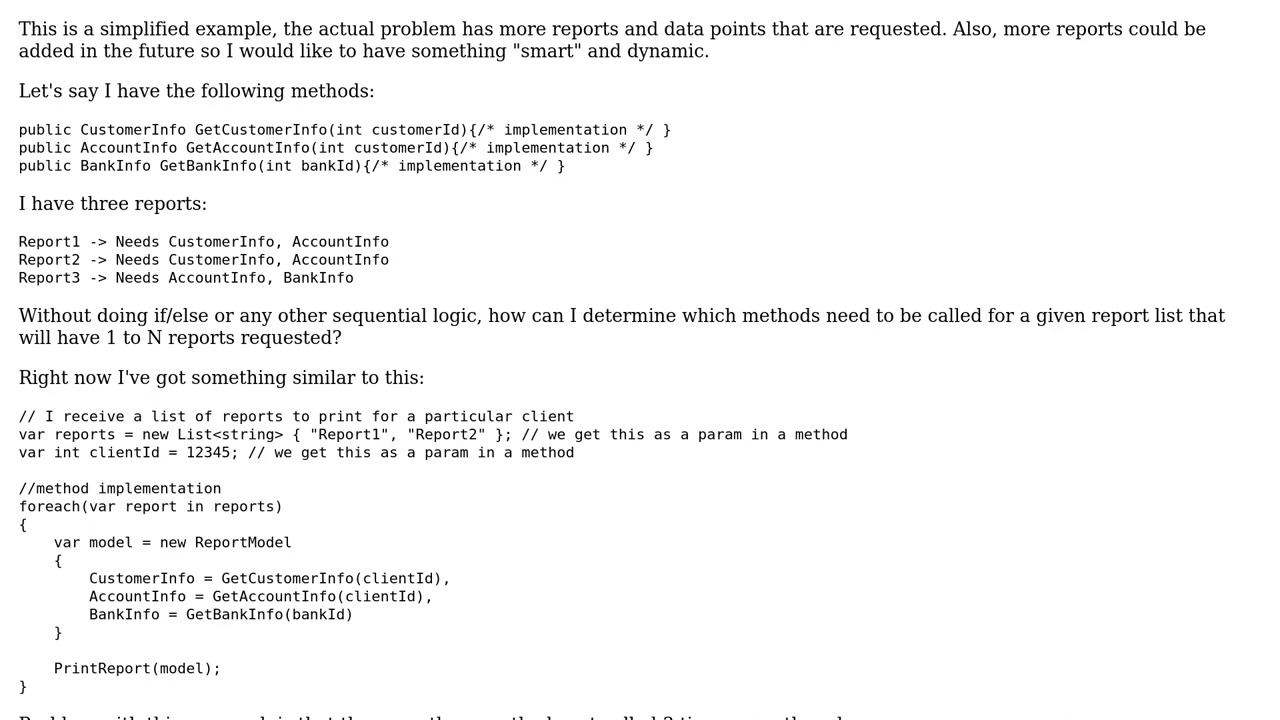 This is a simplified example, the actual problem has more reports and data points that are requested. Also, more reports could be
added in the future so I would like to have something "smart" and dynamic.
Let's say I have the following methods:
public CustomerInfo GetCustomerInfo(int customerId){/* implementation */ }
public AccountInfo GetAccountInfo(int customerId){/* implementation */ }
public BankInfo GetBankInfo(int bankId){/* implementation */ }
I have three reports:
Report1 -> Needs CustomerInfo, AccountInfo
Report2 -> Needs CustomerInfo, AccountInfo
Report3 -> Needs AccountInfo, BankInfo
Without doing if/else or any other sequential logic, how can I determine which methods need to be called for a given report list that
will have 1 to N reports requested?
Right now I've got something similar to this:
// I receive a list of reports to print for a particular client
var reports = new List<string> { "Report1", "Report2" }; // we get this as a param in a method
var int clientId = 12345; // we get this as a param in a method
//method implementation
foreach(var report in reports)
{
    var model = new ReportModel
    {
        CustomerInfo = GetCustomerInfo(clientId),
        AccountInfo = GetAccountInfo(clientId),
        BankInfo = GetBankInfo(bankId)
    }
    PrintReport(model);
}